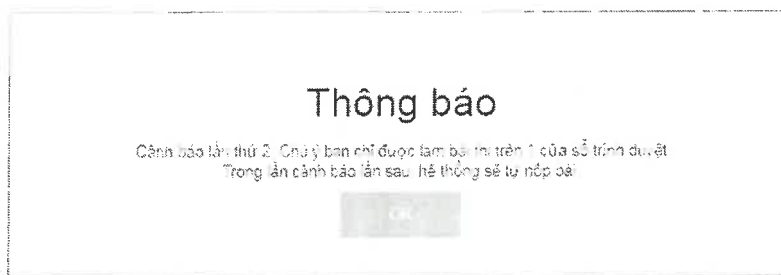 Thông báo
Cảnh báo lần thứ 2. Chú ý bạn chỉ được làm bài thi trên 1 cửa sổ trình duyệt
Trong lần cảnh báo lần sau, hệ thống sẽ tự nộp bài
OK